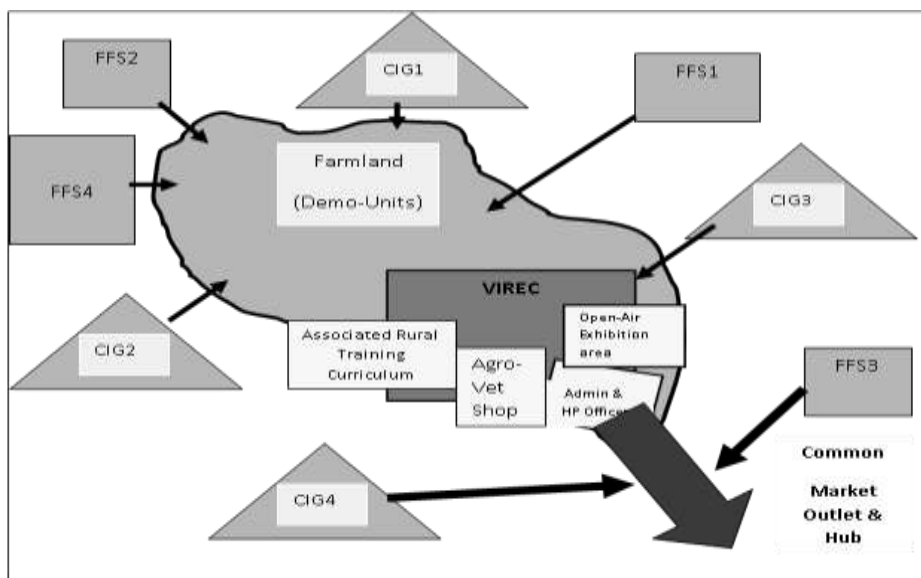 FFS2
CIG1
FFS1
Farmland
(Demo-Units)
FFS4
CIG3
VIREC
Open-Air
Exhibition
area
Associated Rural
Training
Curriculum
CIG2
Agro-
Vet
Shop
Admin &
HP Office
FFS3
Common
Market
Outlet &
Hub
CIG4